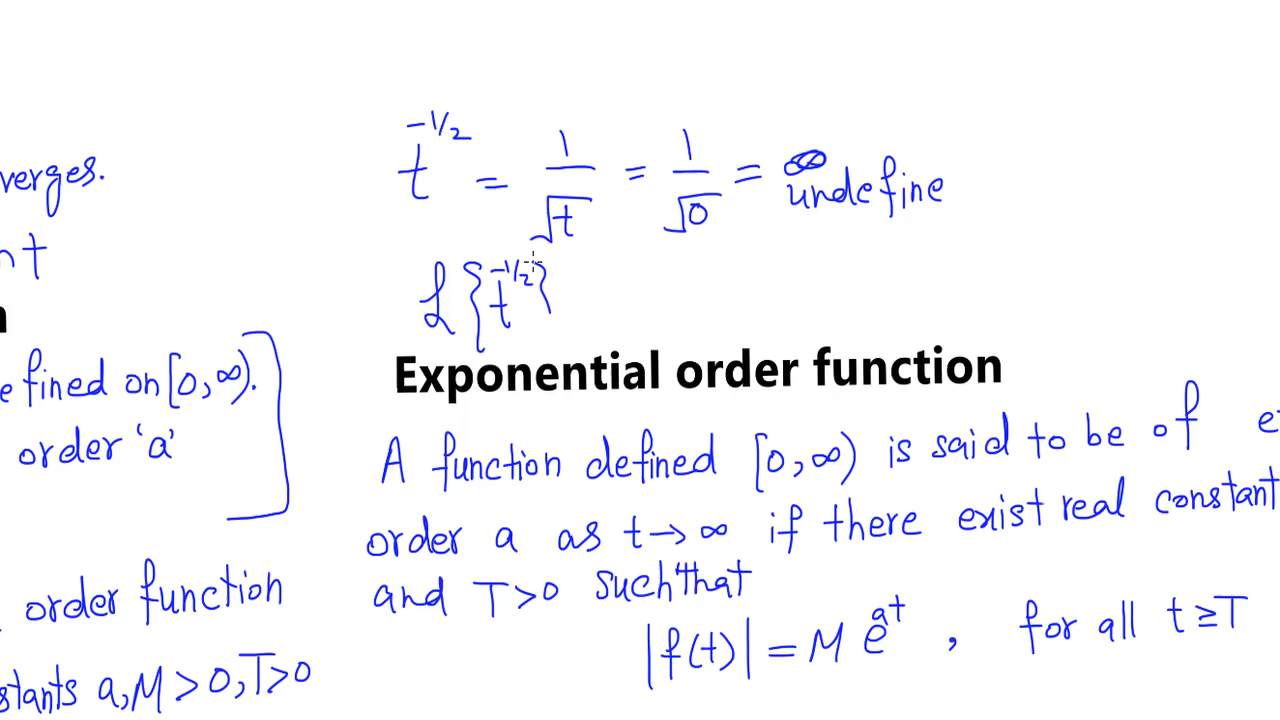 verges.
t
efined on [0, ∞).
order 'a'
order function
stants a, M > 0, T > 0
t^{-1/2} = 1/√t = 1/√0 = ∞ undefine
ℒ{t^{-1/2}}
Exponential order function
A function defined [0, ∞) is said to be of e
order a as t → ∞ if there exist real constant
and T > 0 such that
|f(t)| = M e^{at} , for all t ≥ T